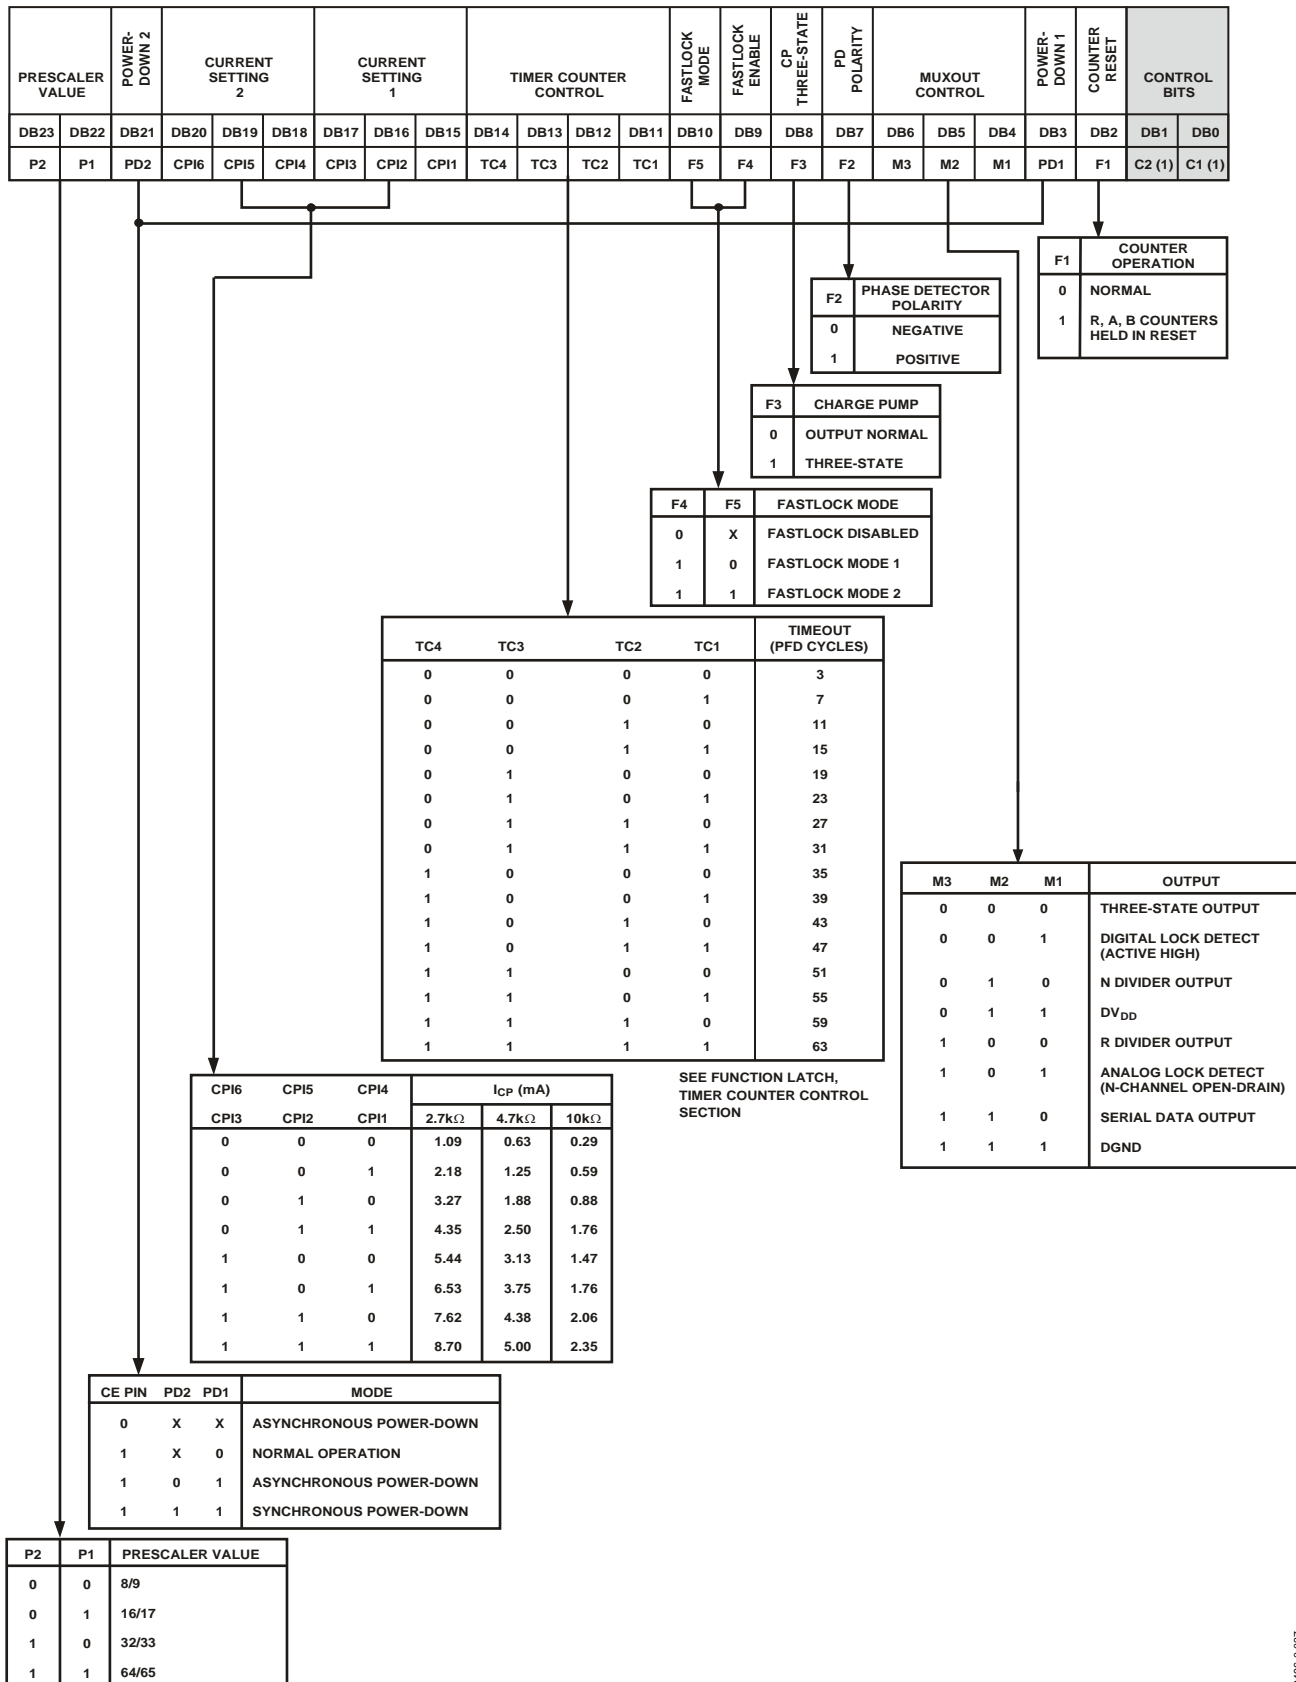 PRESCALER VALUE
POWER-DOWN 2
CURRENT SETTING 2
CURRENT SETTING 1
TIMER COUNTER CONTROL
FASTLOCK MODE
FASTLOCK ENABLE
CP THREE-STATE
PD POLARITY
MUXOUT CONTROL
POWER-DOWN 1
COUNTER RESET
CONTROL BITS
DB23 DB22 DB21 DB20 DB19 DB18 DB17 DB16 DB15 DB14 DB13 DB12 DB11 DB10 DB9 DB8 DB7 DB6 DB5 DB4 DB3 DB2 DB1 DB0
P2 P1 PD2 CPI6 CPI5 CPI4 CPI3 CPI2 CPI1 TC4 TC3 TC2 TC1 F5 F4 F3 F2 M3 M2 M1 PD1 F1 C2 (1) C1 (1)
F1 COUNTER OPERATION
0 NORMAL
1 R, A, B COUNTERS
HELD IN RESET
F2 PHASE DETECTOR POLARITY
0 NEGATIVE
1 POSITIVE
F3 CHARGE PUMP
0 OUTPUT NORMAL
1 THREE-STATE
F4 F5 FASTLOCK MODE
0 X FASTLOCK DISABLED
1 0 FASTLOCK MODE 1
1 1 FASTLOCK MODE 2
TC4 TC3 TC2 TC1 TIMEOUT (PFD CYCLES)
0 0 0 0 3
0 0 0 1 7
0 0 1 0 11
0 0 1 1 15
0 1 0 0 19
0 1 0 1 23
0 1 1 0 27
0 1 1 1 31
1 0 0 0 35
1 0 0 1 39
1 0 1 0 43
1 0 1 1 47
1 1 0 0 51
1 1 0 1 55
1 1 1 0 59
1 1 1 1 63
SEE FUNCTION LATCH,
TIMER COUNTER CONTROL
SECTION
M3 M2 M1 OUTPUT
0 0 0 THREE-STATE OUTPUT
0 0 1 DIGITAL LOCK DETECT
(ACTIVE HIGH)
0 1 0 N DIVIDER OUTPUT
0 1 1 DVDD
1 0 0 R DIVIDER OUTPUT
1 0 1 ANALOG LOCK DETECT
(N-CHANNEL OPEN-DRAIN)
1 1 0 SERIAL DATA OUTPUT
1 1 1 DGND
CPI6 CPI5 CPI4 ICP (mA)
CPI3 CPI2 CPI1 2.7kΩ 4.7kΩ 10kΩ
0 0 0 1.09 0.63 0.29
0 0 1 2.18 1.25 0.59
0 1 0 3.27 1.88 0.88
0 1 1 4.35 2.50 1.76
1 0 0 5.44 3.13 1.47
1 0 1 6.53 3.75 1.76
1 1 0 7.62 4.38 2.06
1 1 1 8.70 5.00 2.35
CE PIN PD2 PD1 MODE
0 X X ASYNCHRONOUS POWER-DOWN
1 X 0 NORMAL OPERATION
1 0 1 ASYNCHRONOUS POWER-DOWN
1 1 1 SYNCHRONOUS POWER-DOWN
P2 P1 PRESCALER VALUE
0 0 8/9
0 1 16/17
1 0 32/33
1 1 64/65